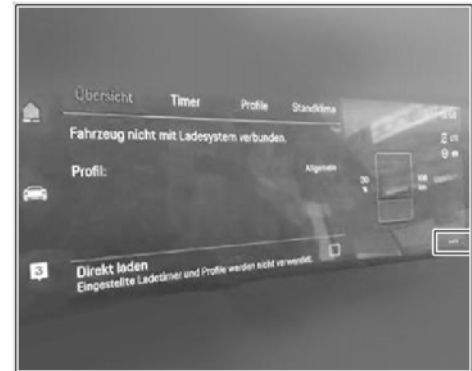 Übersicht Timer Profile Standklima
Fahrzeug nicht mit Ladesystem verbunden.
Profil: Allgemein
3
Direkt laden
Eingestellte Ladetimer und Profile werden nicht verwendet.